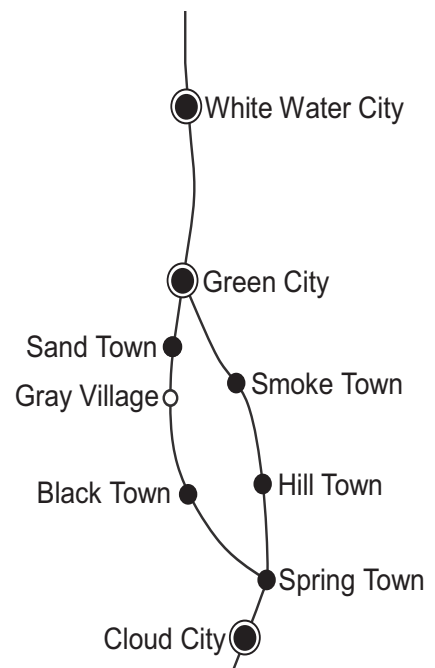 White Water City
Green City
Sand Town
Smoke Town
Gray Village
Hill Town
Black Town
Spring Town
Cloud City